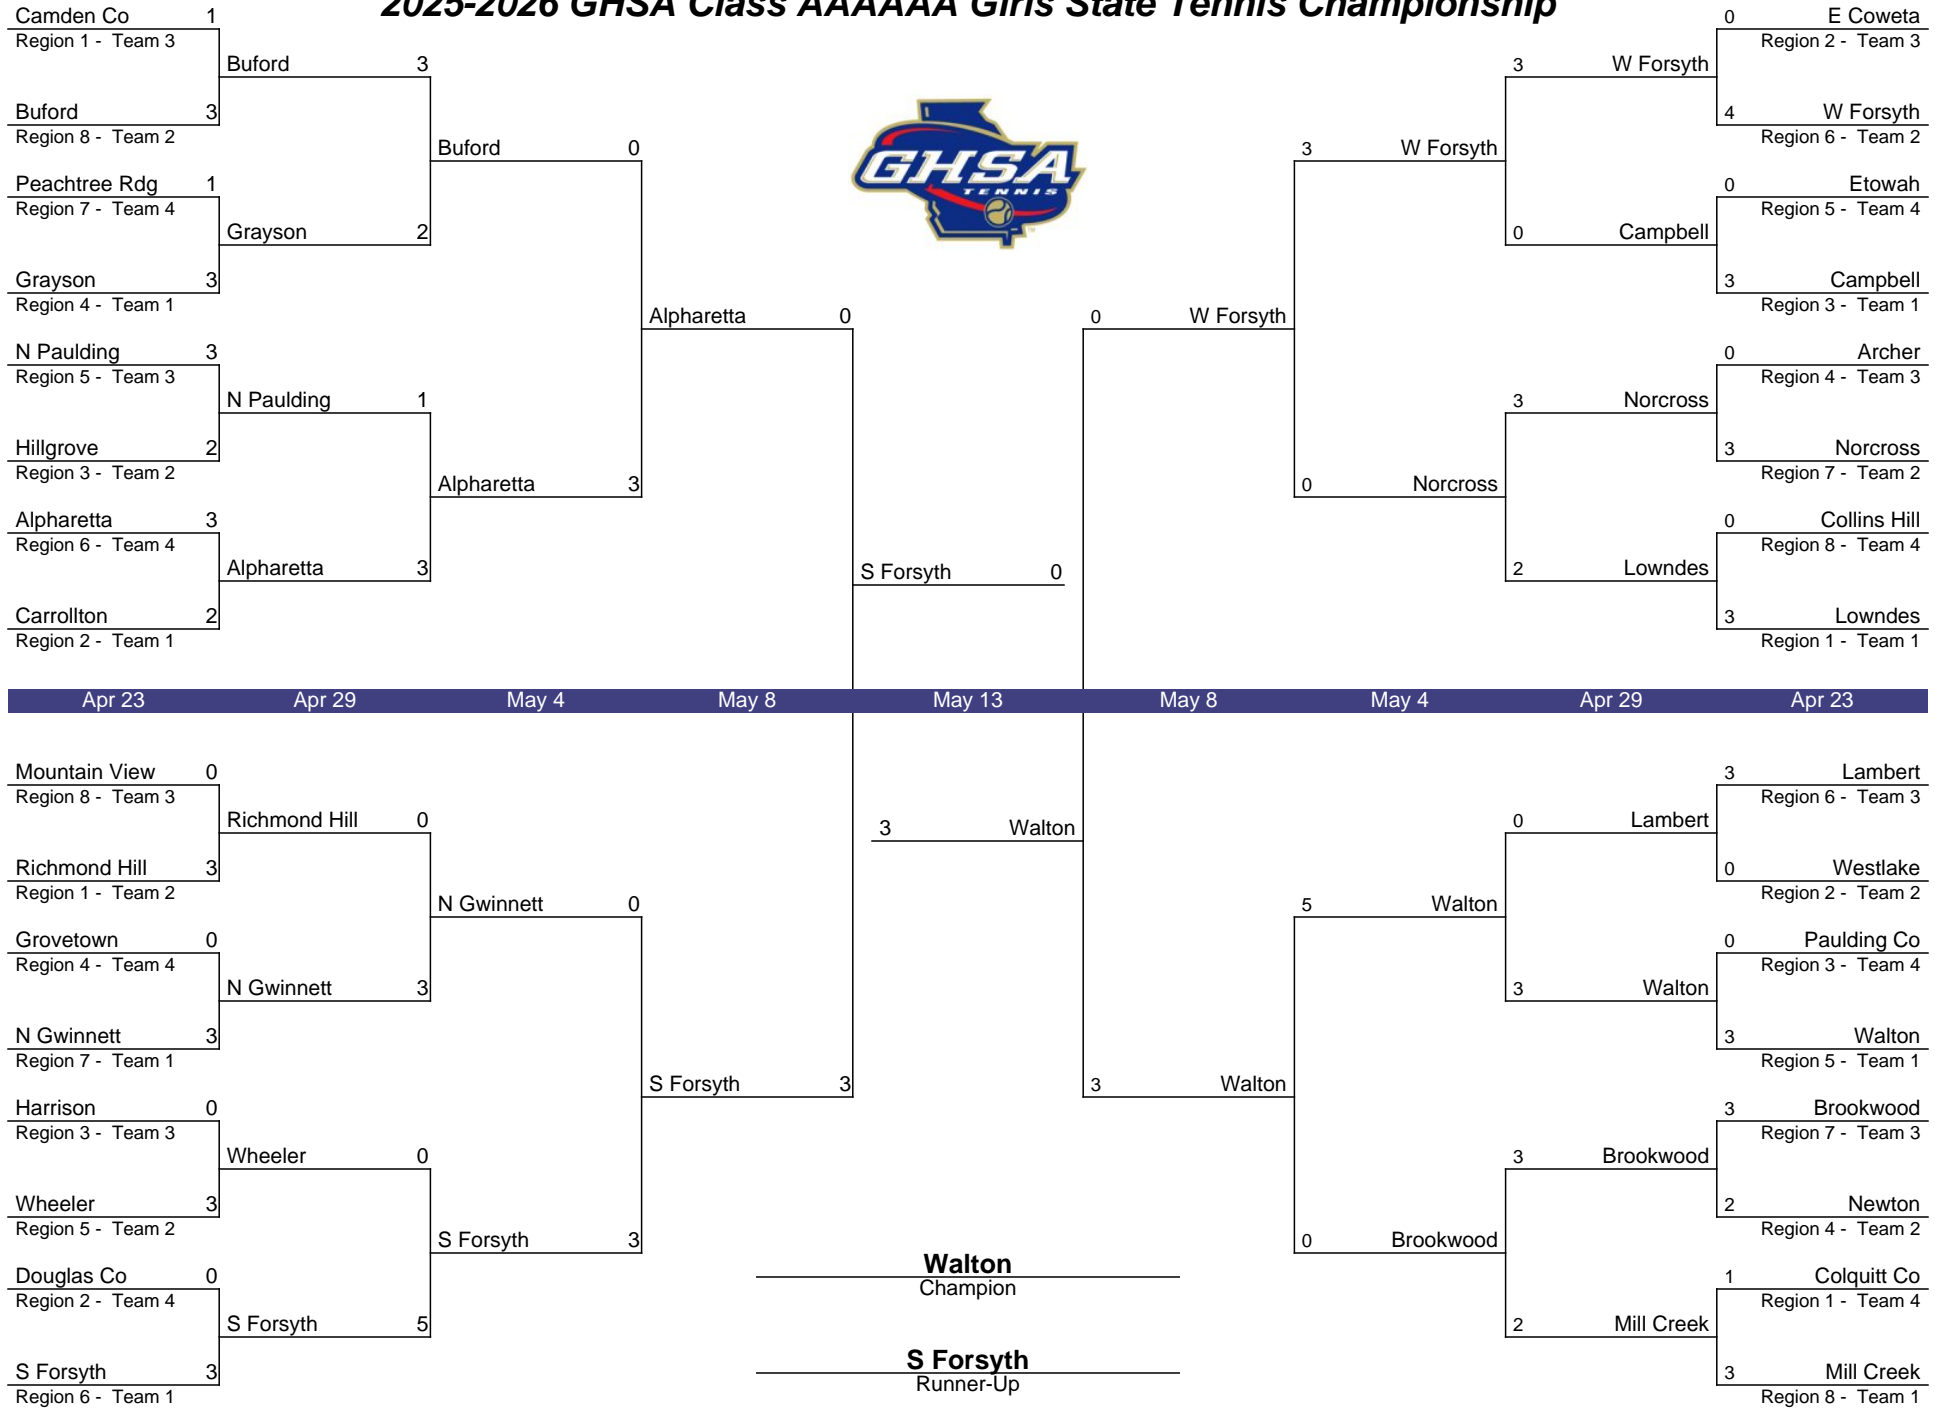 2025-2026 GHSA Class AAAAAA Girls State Tennis Championship
Camden Co 1
Region 1 - Team 3
Buford 3
Region 8 - Team 2
Peachtree Rdg 1
Region 7 - Team 4
Grayson 3
Region 4 - Team 1
N Paulding 3
Region 5 - Team 3
Hillgrove 2
Region 3 - Team 2
Alpharetta 3
Region 6 - Team 4
Carrollton 2
Region 2 - Team 1
Buford 3
Grayson 2
N Paulding 1
Alpharetta 3
Buford 0
Alpharetta 3
Alpharetta 0
S Forsyth 0
GHSA
TENNIS
0 W Forsyth
3 W Forsyth
0 Norcross
3 W Forsyth
0 Campbell
3 Norcross
2 Lowndes
0 E Coweta
Region 2 - Team 3
4 W Forsyth
Region 6 - Team 2
0 Etowah
Region 5 - Team 4
3 Campbell
Region 3 - Team 1
0 Archer
Region 4 - Team 3
3 Norcross
Region 7 - Team 2
0 Collins Hill
Region 8 - Team 4
3 Lowndes
Region 1 - Team 1
Apr 23 Apr 29 May 4 May 8 May 13 May 8 May 4 Apr 29 Apr 23
Mountain View 0
Region 8 - Team 3
Richmond Hill 3
Region 1 - Team 2
Grovetown 0
Region 4 - Team 4
N Gwinnett 3
Region 7 - Team 1
Harrison 0
Region 3 - Team 3
Wheeler 3
Region 5 - Team 2
Douglas Co 0
Region 2 - Team 4
S Forsyth 3
Region 6 - Team 1
Richmond Hill 0
N Gwinnett 3
Wheeler 0
S Forsyth 5
N Gwinnett 0
S Forsyth 3
S Forsyth 3
3 Walton
3 Walton
5 Walton
0 Brookwood
0 Lambert
3 Walton
3 Brookwood
2 Mill Creek
3 Lambert
Region 6 - Team 3
0 Westlake
Region 2 - Team 2
0 Paulding Co
Region 3 - Team 4
3 Walton
Region 5 - Team 1
3 Brookwood
Region 7 - Team 3
2 Newton
Region 4 - Team 2
1 Colquitt Co
Region 1 - Team 4
3 Mill Creek
Region 8 - Team 1
Walton
Champion
S Forsyth
Runner-Up